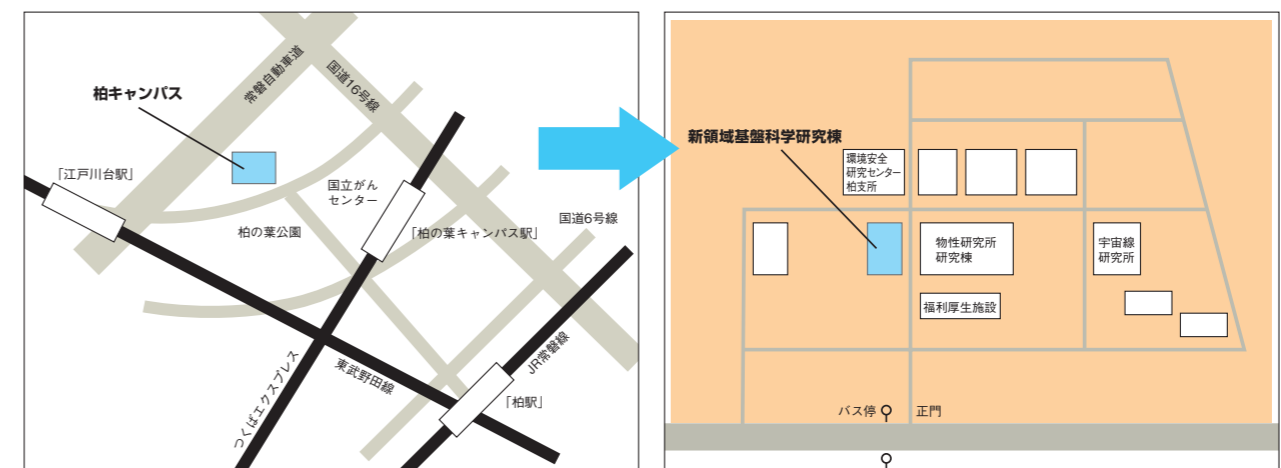 常磐自動車道
国道16号線
柏キャンパス
「江戸川台駅」
国立がん
センター
柏の葉公園
「柏の葉キャンパス駅」
国道6号線
つくばエクスプレス
東武野田線
JR常磐線
「柏駅」
新領域基盤科学研究棟
環境安全
研究センター
柏支所
物性研究所
研究棟
宇宙線
研究所
福利厚生施設
バス停
正門